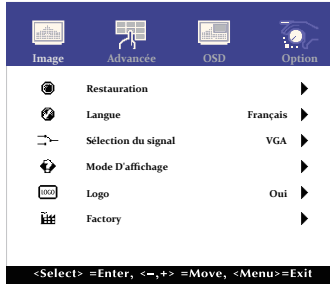 Image Advancée OSD Option
Restauration
Langue Français
Sélection du signal VGA
Mode D'affichage
LOGO Logo Oui
Factory
<Select> =Enter, <–,+> =Move, <Menu>=Exit